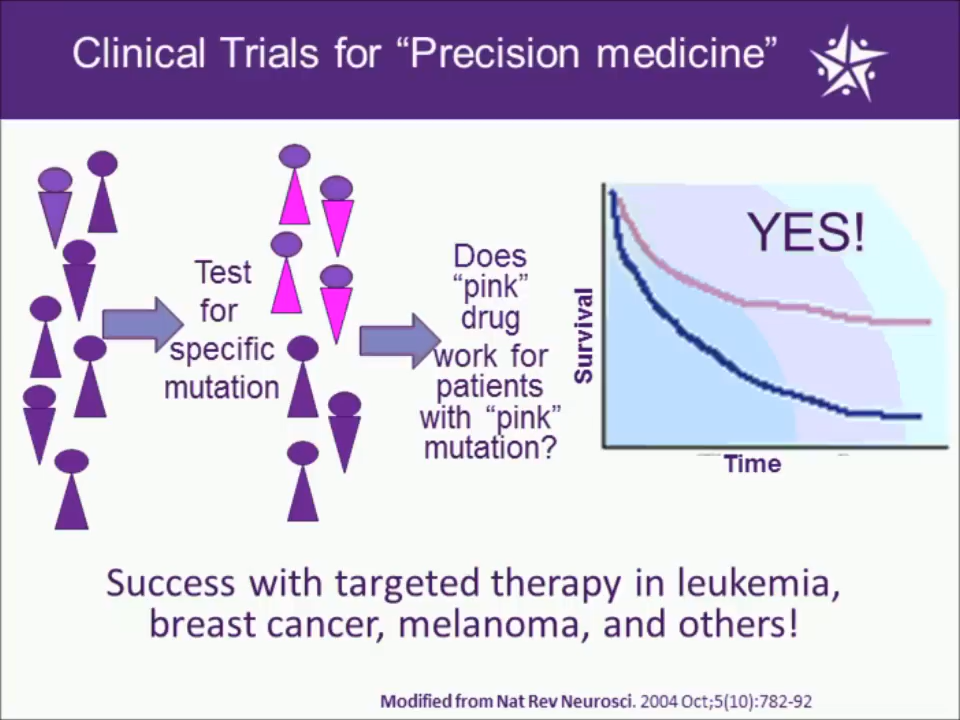 Clinical Trials for “Precision medicine”
Test
for
specific
mutation
Does
“pink”
drug
work for
patients
with “pink”
mutation?
YES!
Survival
Time
Success with targeted therapy in leukemia,
breast cancer, melanoma, and others!
Modified from Nat Rev Neurosci. 2004 Oct;5(10):782-92